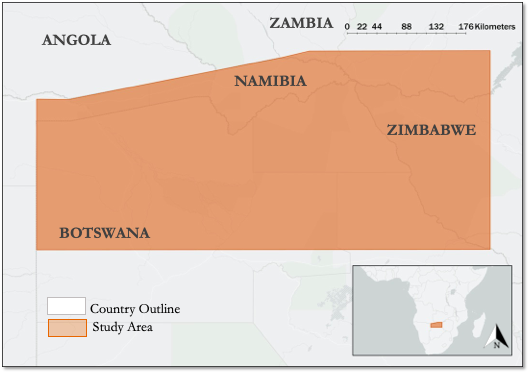 ZAMBIA
0 22 44 88 132 176 Kilometers
ANGOLA
NAMIBIA
ZIMBABWE
BOTSWANA
Country Outline
Study Area
N